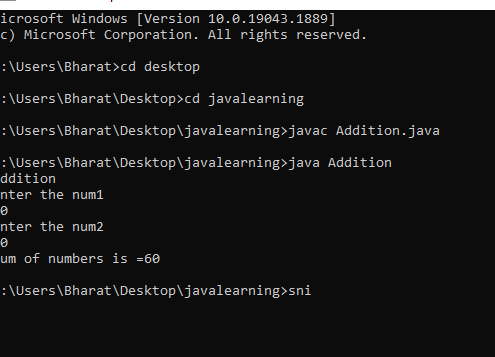 icrosoft Windows [Version 10.0.19043.1889]
c) Microsoft Corporation. All rights reserved.
:\Users\Bharat>cd desktop
:\Users\Bharat\Desktop>cd javalearning
:\Users\Bharat\Desktop\javalearning>javac Addition.java
:\Users\Bharat\Desktop\javalearning>java Addition
ddition
nter the num1
0
nter the num2
0
um of numbers is =60
:\Users\Bharat\Desktop\javalearning>sni